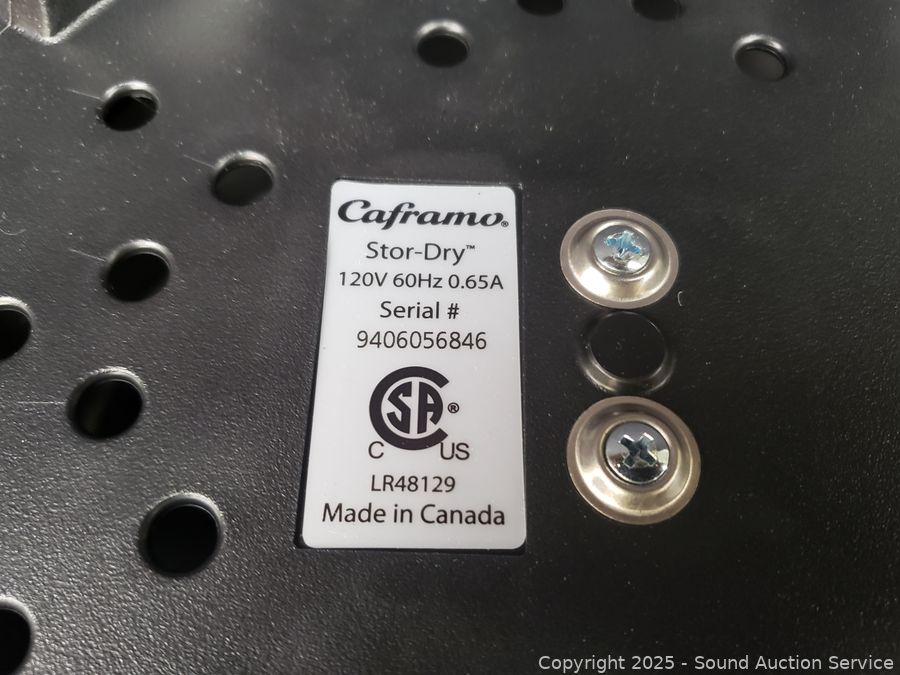 Caframo®
Stor-Dry™
120V 60Hz 0.65A
Serial #
9406056846
CSA®
C US
LR48129
Made in Canada
Copyright 2025 - Sound Auction Service